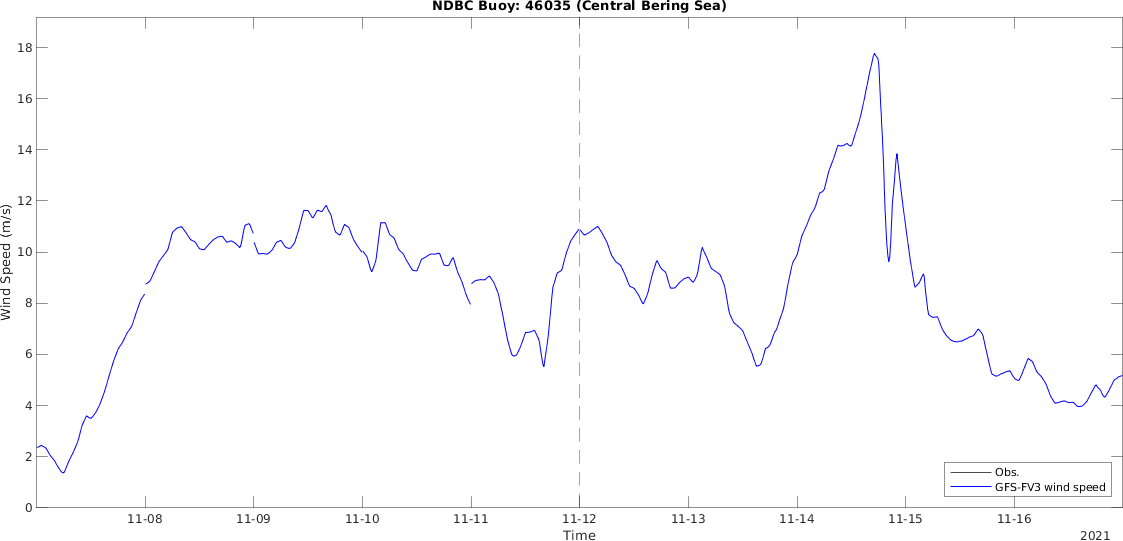 NDBC Buoy: 46035 (Central Bering Sea)
Wind Speed (m/s)
18
16
14
12
10
8
6
4
2
0
11-08 11-09 11-10 11-11 11-12 11-13 11-14 11-15 11-16
Time
2021
Obs.
GFS-FV3 wind speed